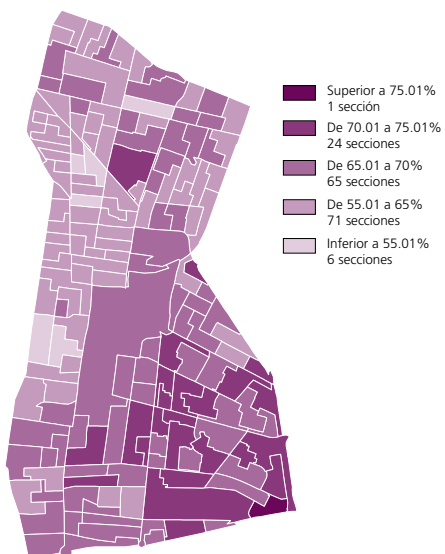 Superior a 75.01%
1 sección
De 70.01 a 75.01%
24 secciones
De 65.01 a 70%
65 secciones
De 55.01 a 65%
71 secciones
Inferior a 55.01%
6 secciones